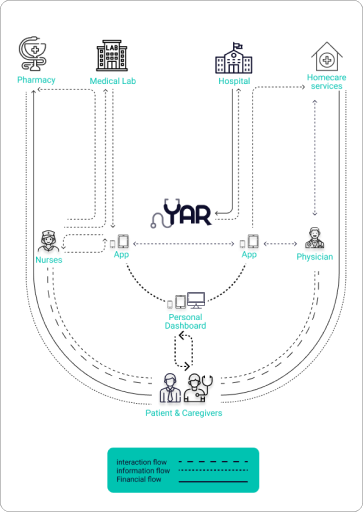 Pharmacy
LAB
Medical Lab
Hospital
Homecare
services
YAR
Nurses
App
App
Physician
Personal
Dashboard
Patient & Caregivers
Interaction flow
Information flow
Financial flow